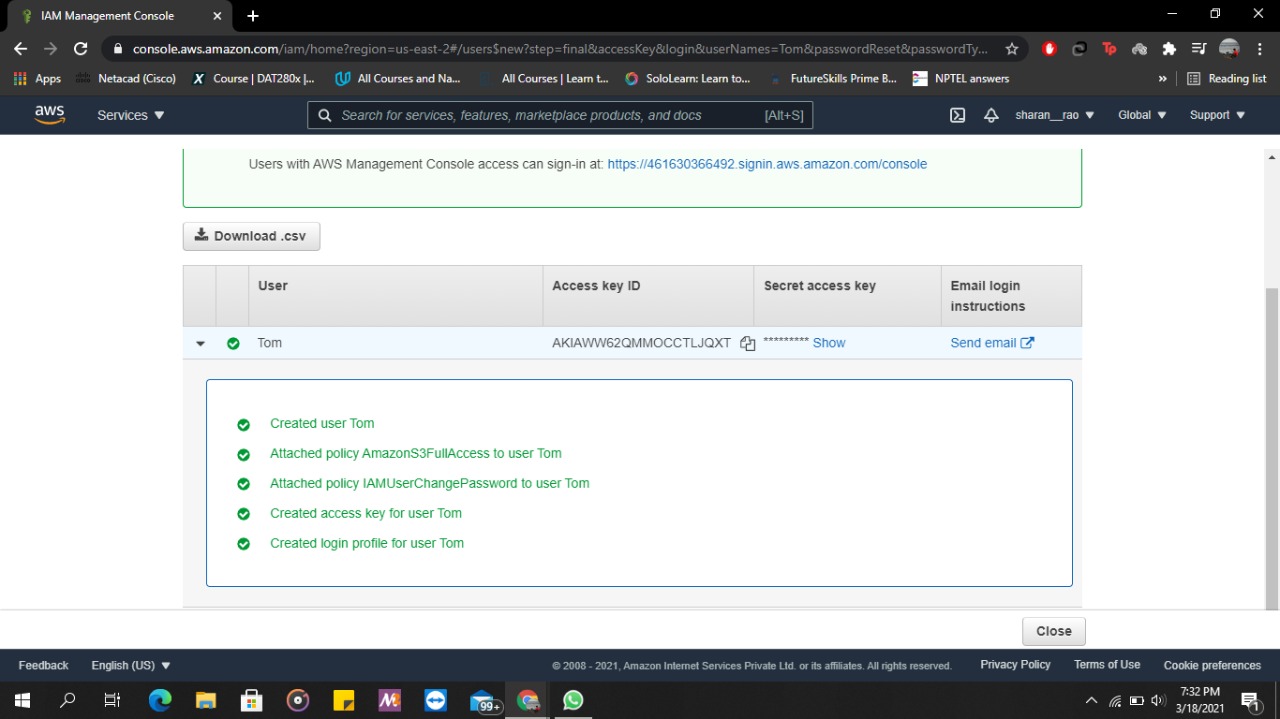 IAM Management Console
console.aws.amazon.com/iam/home?region=us-east-2#/users$new?step=final&accessKey&login&userNames=Tom&passwordReset&passwordTy...
Apps
Netacad (Cisco)
Course | DAT280x |...
All Courses and Na...
All Courses | Learn t...
SoloLearn: Learn to...
FutureSkills Prime B...
NPTEL answers
»
Reading list
aws
Services
Search for services, features, marketplace products, and docs
[Alt+S]
sharan__rao
Global
Support
Users with AWS Management Console access can sign-in at: https://461630366492.signin.aws.amazon.com/console
Download .csv
User
Access key ID
Secret access key
Email login
instructions
Tom
AKIAWW62QMMOCCTLJQXT
********* Show
Send email
Created user Tom
Attached policy AmazonS3FullAccess to user Tom
Attached policy IAMUserChangePassword to user Tom
Created access key for user Tom
Created login profile for user Tom
Close
Feedback
English (US)
© 2008 - 2021, Amazon Internet Services Private Ltd. or its affiliates. All rights reserved.
Privacy Policy
Terms of Use
Cookie preferences
99+
7:32 PM
3/18/2021
1